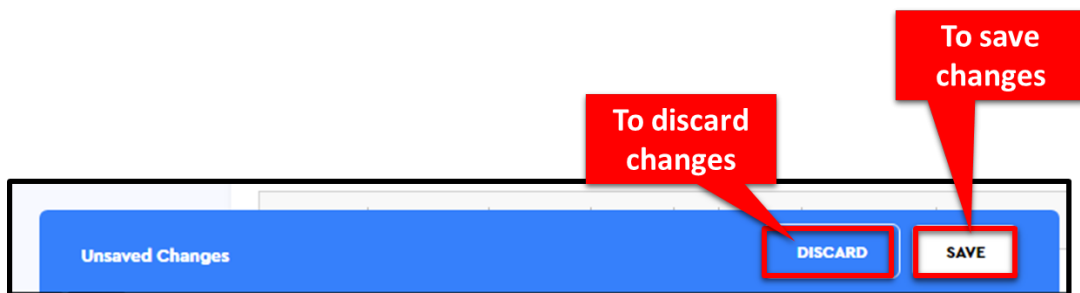 To save
changes
To discard
changes
Unsaved Changes
DISCARD
SAVE